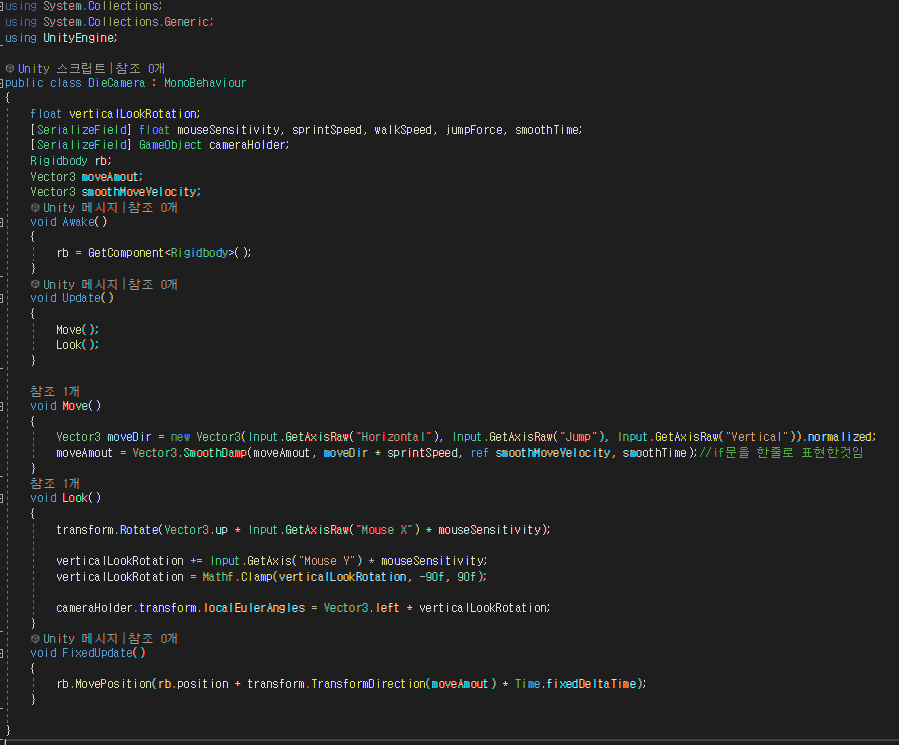 using System.Collections;
using System.Collections.Generic;
using UnityEngine;
Unity 스크립트|참조 0개
public class DieCamera : MonoBehaviour
{
float verticalLookRotation;
[SerializeField] float mouseSensitivity, sprintSpeed, walkSpeed, jumpForce, smoothTime;
[SerializeField] GameObject cameraHolder;
Rigidbody rb;
Vector3 moveAmout;
Vector3 smoothMoveVelocity;
Unity 메시지|참조 0개
void Awake()
{
rb = GetComponent<Rigidbody>();
}
Unity 메시지|참조 0개
void Update()
{
Move();
Look();
}
참조 1개
void Move()
{
Vector3 moveDir = new Vector3(Input.GetAxisRaw("Horizontal"), Input.GetAxisRaw("Jump"), Input.GetAxisRaw("Vertical")).normalized;
moveAmout = Vector3.SmoothDamp(moveAmout, moveDir * sprintSpeed, ref smoothMoveVelocity, smoothTime);//if문을 한줄로 표현한것임
}
참조 1개
void Look()
{
transform.Rotate(Vector3.up * Input.GetAxisRaw("Mouse X") * mouseSensitivity);
verticalLookRotation += Input.GetAxis("Mouse Y") * mouseSensitivity;
verticalLookRotation = Mathf.Clamp(verticalLookRotation, -90f, 90f);
cameraHolder.transform.localEulerAngles = Vector3.left * verticalLookRotation;
}
Unity 메시지|참조 0개
void FixedUpdate()
{
rb.MovePosition(rb.position + transform.TransformDirection(moveAmout) * Time.fixedDeltaTime);
}
}